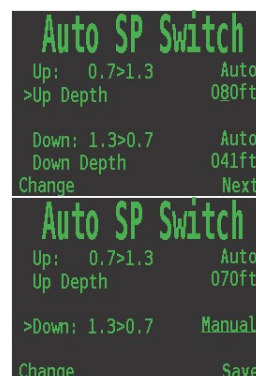 Auto SP Switch
Up: 0.7>1.3 Auto
>Up Depth 080ft
Down: 1.3>0.7 Auto
Down Depth 041ft
Change Next
Auto SP Switch
Up: 0.7>1.3 Auto
Up Depth 070ft
>Down: 1.3>0.7 Manual
Change Save